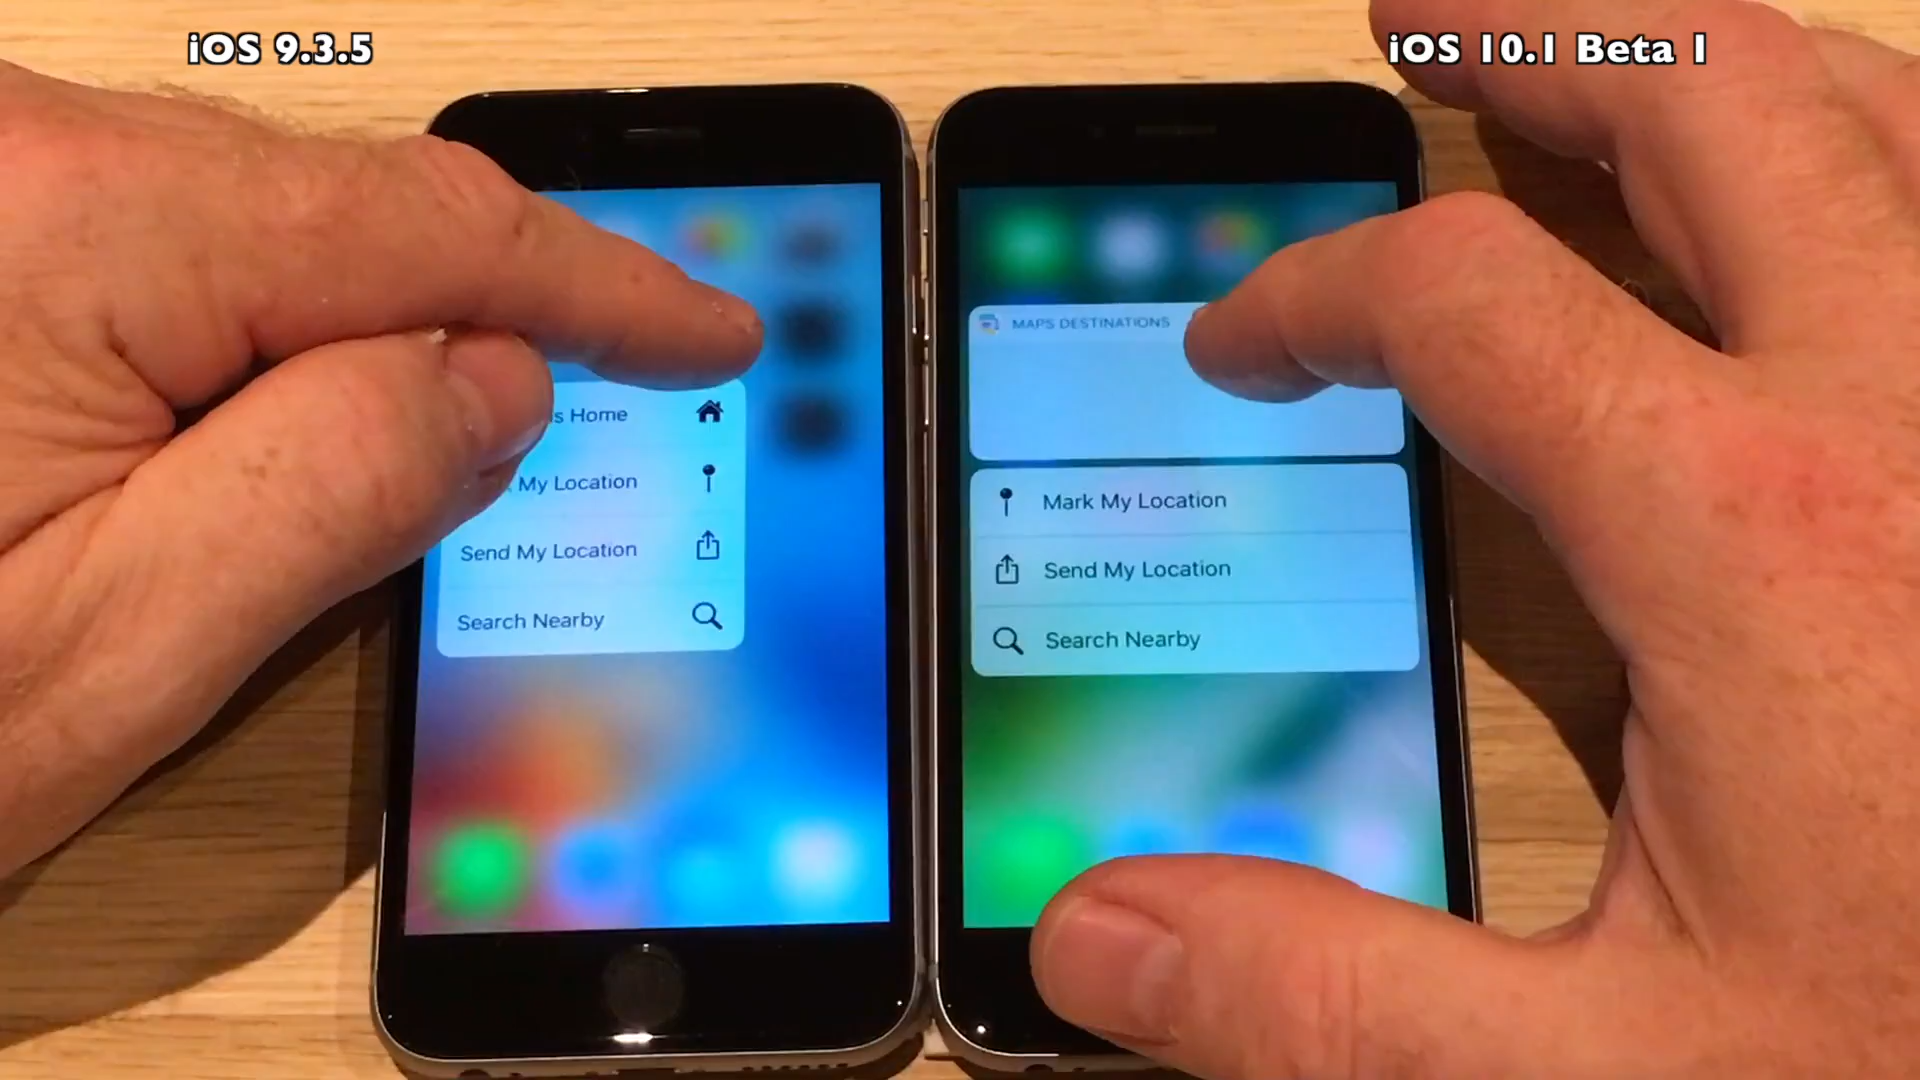 iOS 9.3.5
iOS 10.1 Beta 1
s Home
My Location
Send My Location
Search Nearby
MAPS DESTINATIONS
Mark My Location
Send My Location
Search Nearby